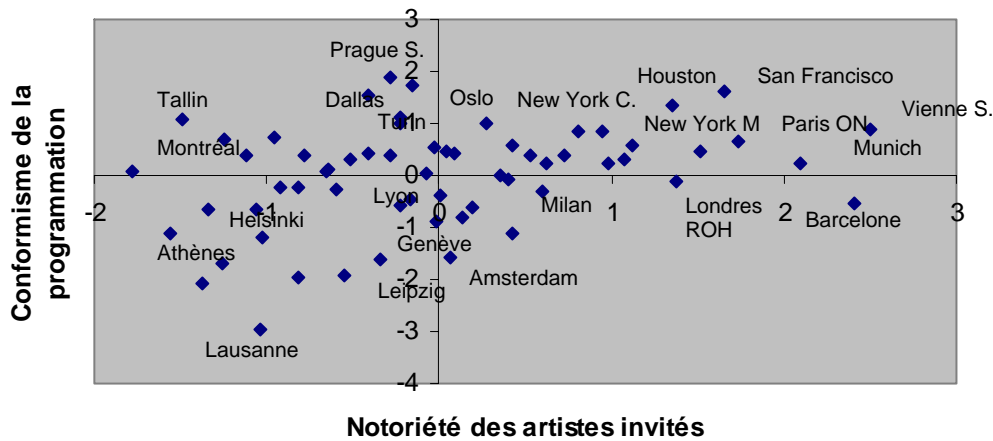 3
Prague S.
2
Houston
San Francisco
Tallin
Dallas
Oslo
New York C.
Vienne S.
Turin
1
New York M
Paris ON
Montréal
Munich
0
-2
-1
0
1
2
3
Lyon
Milan
Helsinki
Londres
ROH
Barcelone
-1
Genève
Athènes
Amsterdam
-2
Leipzig
-3
Lausanne
-4
Conformisme de la
programmation
Notoriété des artistes invités